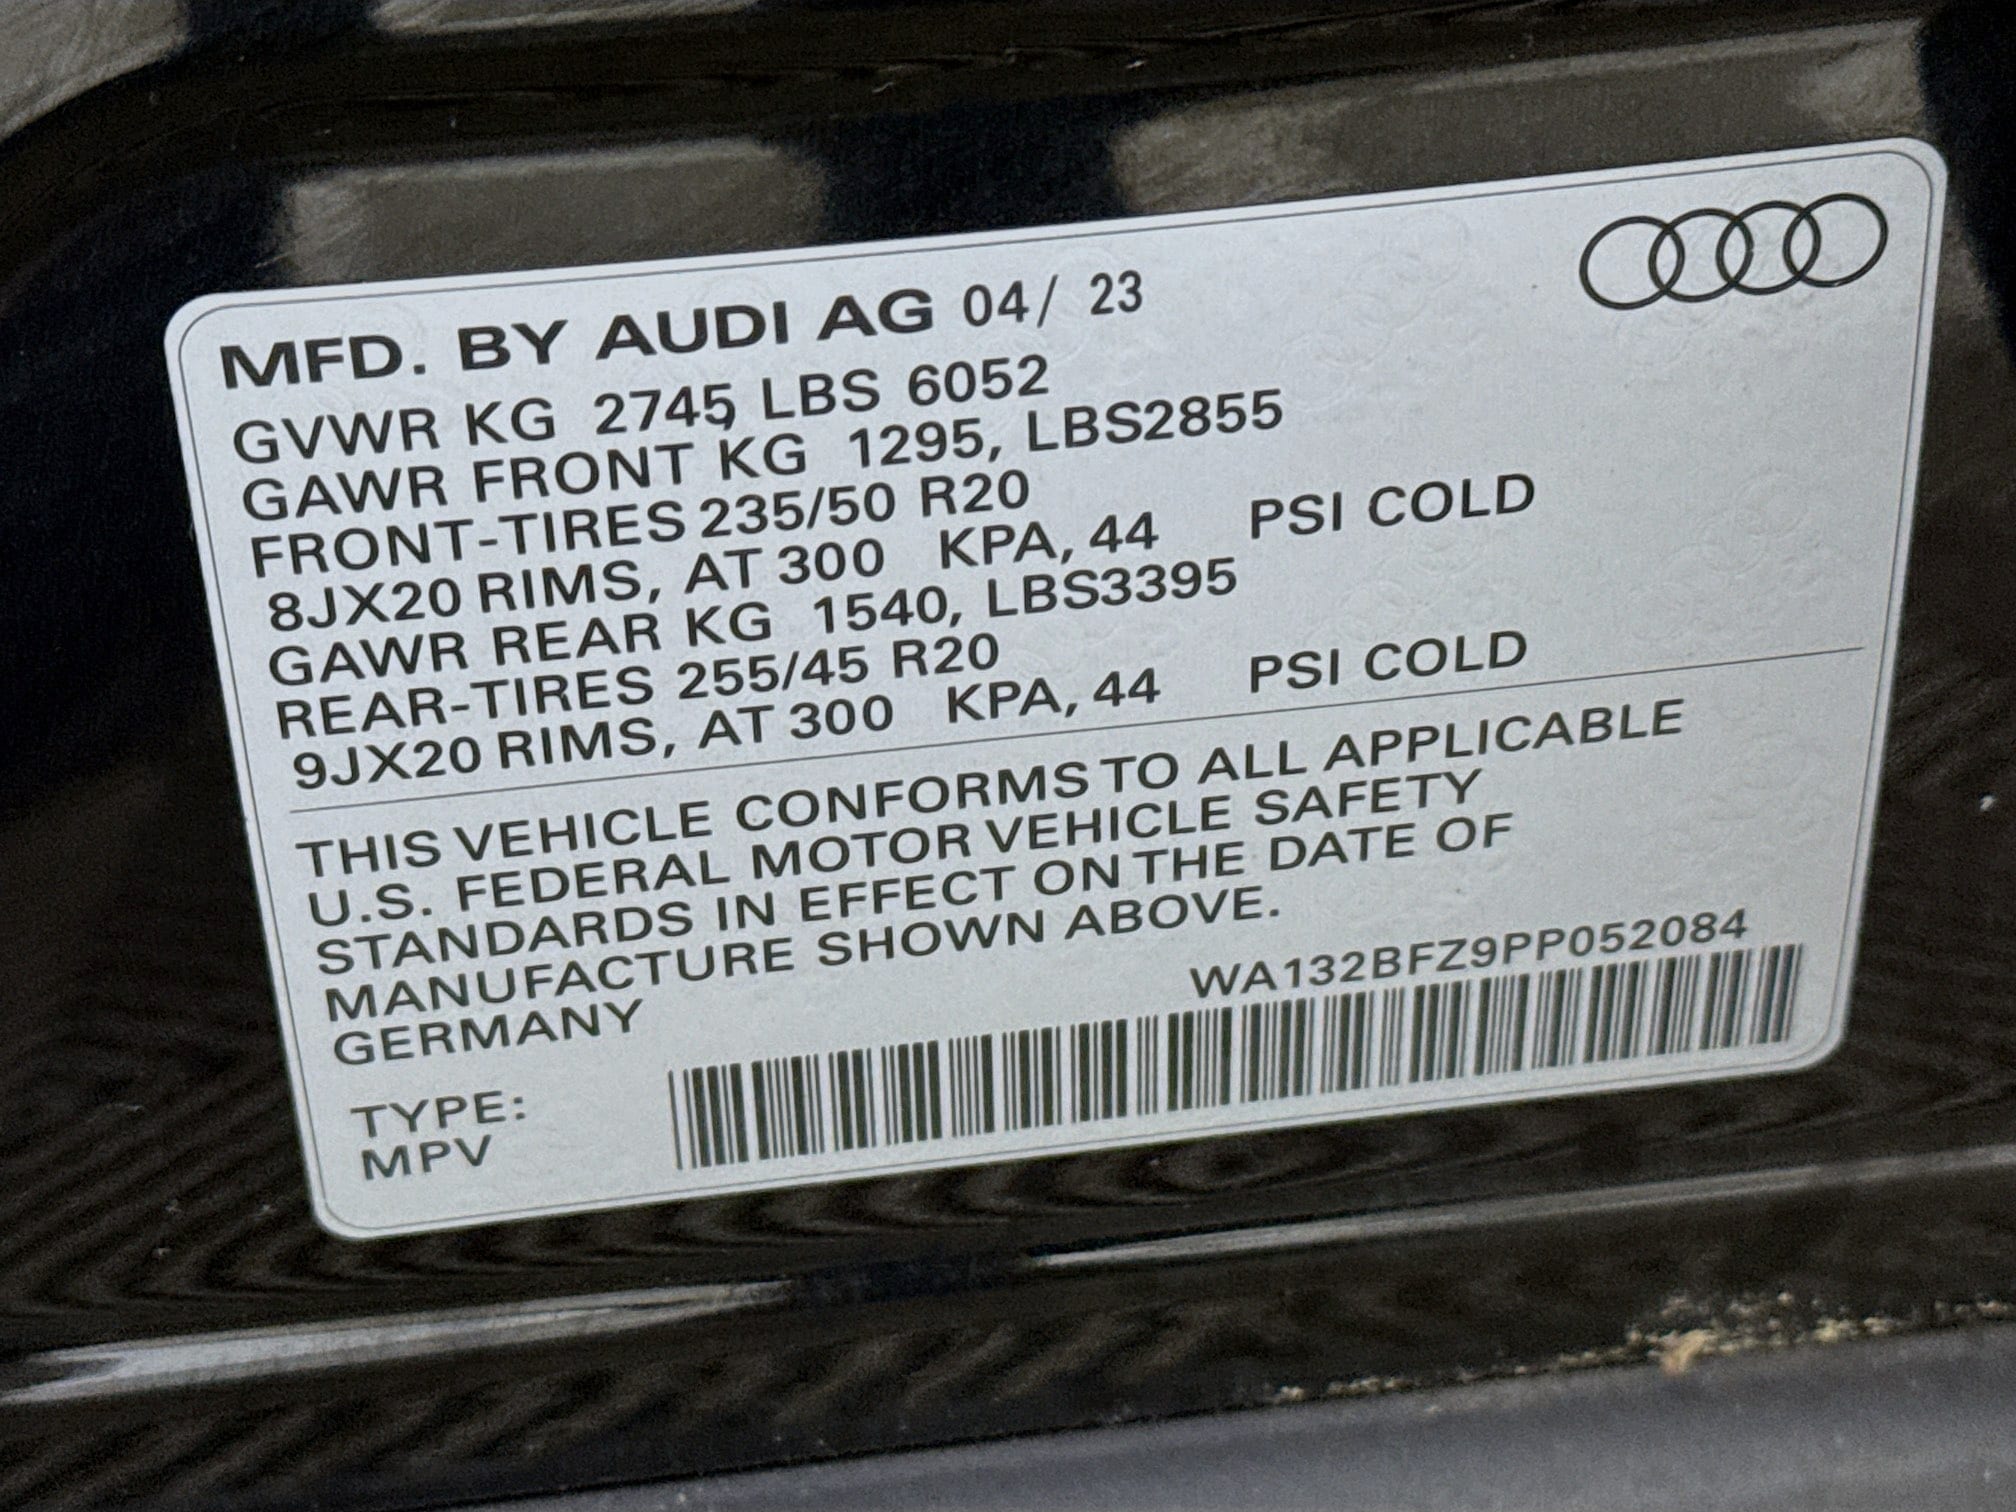 MFD. BY AUDI AG 04/ 23
GVWR KG 2745 LBS 6052
GAWR FRONT KG 1295, LBS2855
FRONT-TIRES 235/50 R20
8JX20 RIMS, AT 300 KPA, 44 PSI COLD
GAWR REAR KG 1540, LBS3395
REAR-TIRES 255/45 R20
9JX20 RIMS, AT 300 KPA, 44 PSI COLD
THIS VEHICLE CONFORMS TO ALL APPLICABLE
U.S. FEDERAL MOTOR VEHICLE SAFETY
STANDARDS IN EFFECT ON THE DATE OF
MANUFACTURE SHOWN ABOVE.
GERMANY
WA132BFZ9PP052084
TYPE:
MPV